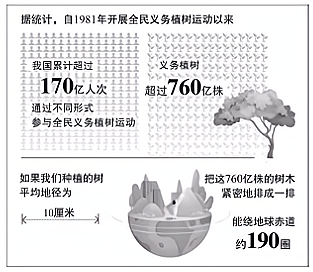 据统计，自1981年开展全民义务植树运动以来
我国累计超过
170亿人次
通过不同形式
参与全民义务植树运动
义务植树
超过760亿株
如果我们种植的树
平均地径为
10厘米
把这760亿株的树木
紧密地排成一排
能绕地球赤道
约190圈